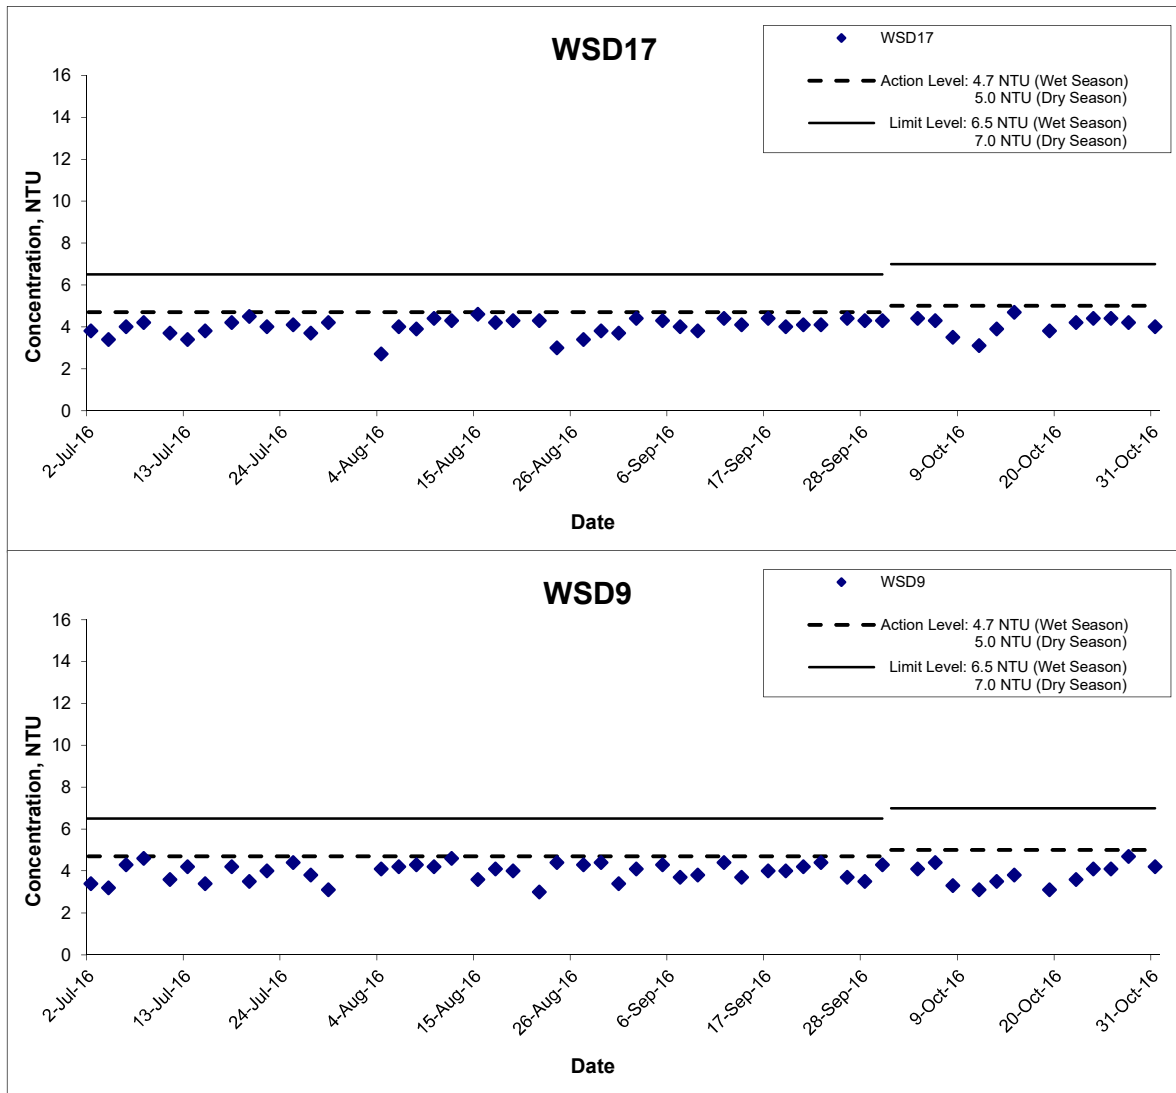 WSD17
WSD17
Action Level: 4.7 NTU (Wet Season)
5.0 NTU (Dry Season)
Limit Level: 6.5 NTU (Wet Season)
7.0 NTU (Dry Season)
Concentration, NTU
16
14
12
10
8
6
4
2
0
2-Jul-16
13-Jul-16
24-Jul-16
4-Aug-16
15-Aug-16
26-Aug-16
6-Sep-16
17-Sep-16
28-Sep-16
9-Oct-16
20-Oct-16
31-Oct-16
Date
WSD9
WSD9
Action Level: 4.7 NTU (Wet Season)
5.0 NTU (Dry Season)
Limit Level: 6.5 NTU (Wet Season)
7.0 NTU (Dry Season)
Concentration, NTU
16
14
12
10
8
6
4
2
0
2-Jul-16
13-Jul-16
24-Jul-16
4-Aug-16
15-Aug-16
26-Aug-16
6-Sep-16
17-Sep-16
28-Sep-16
9-Oct-16
20-Oct-16
31-Oct-16
Date